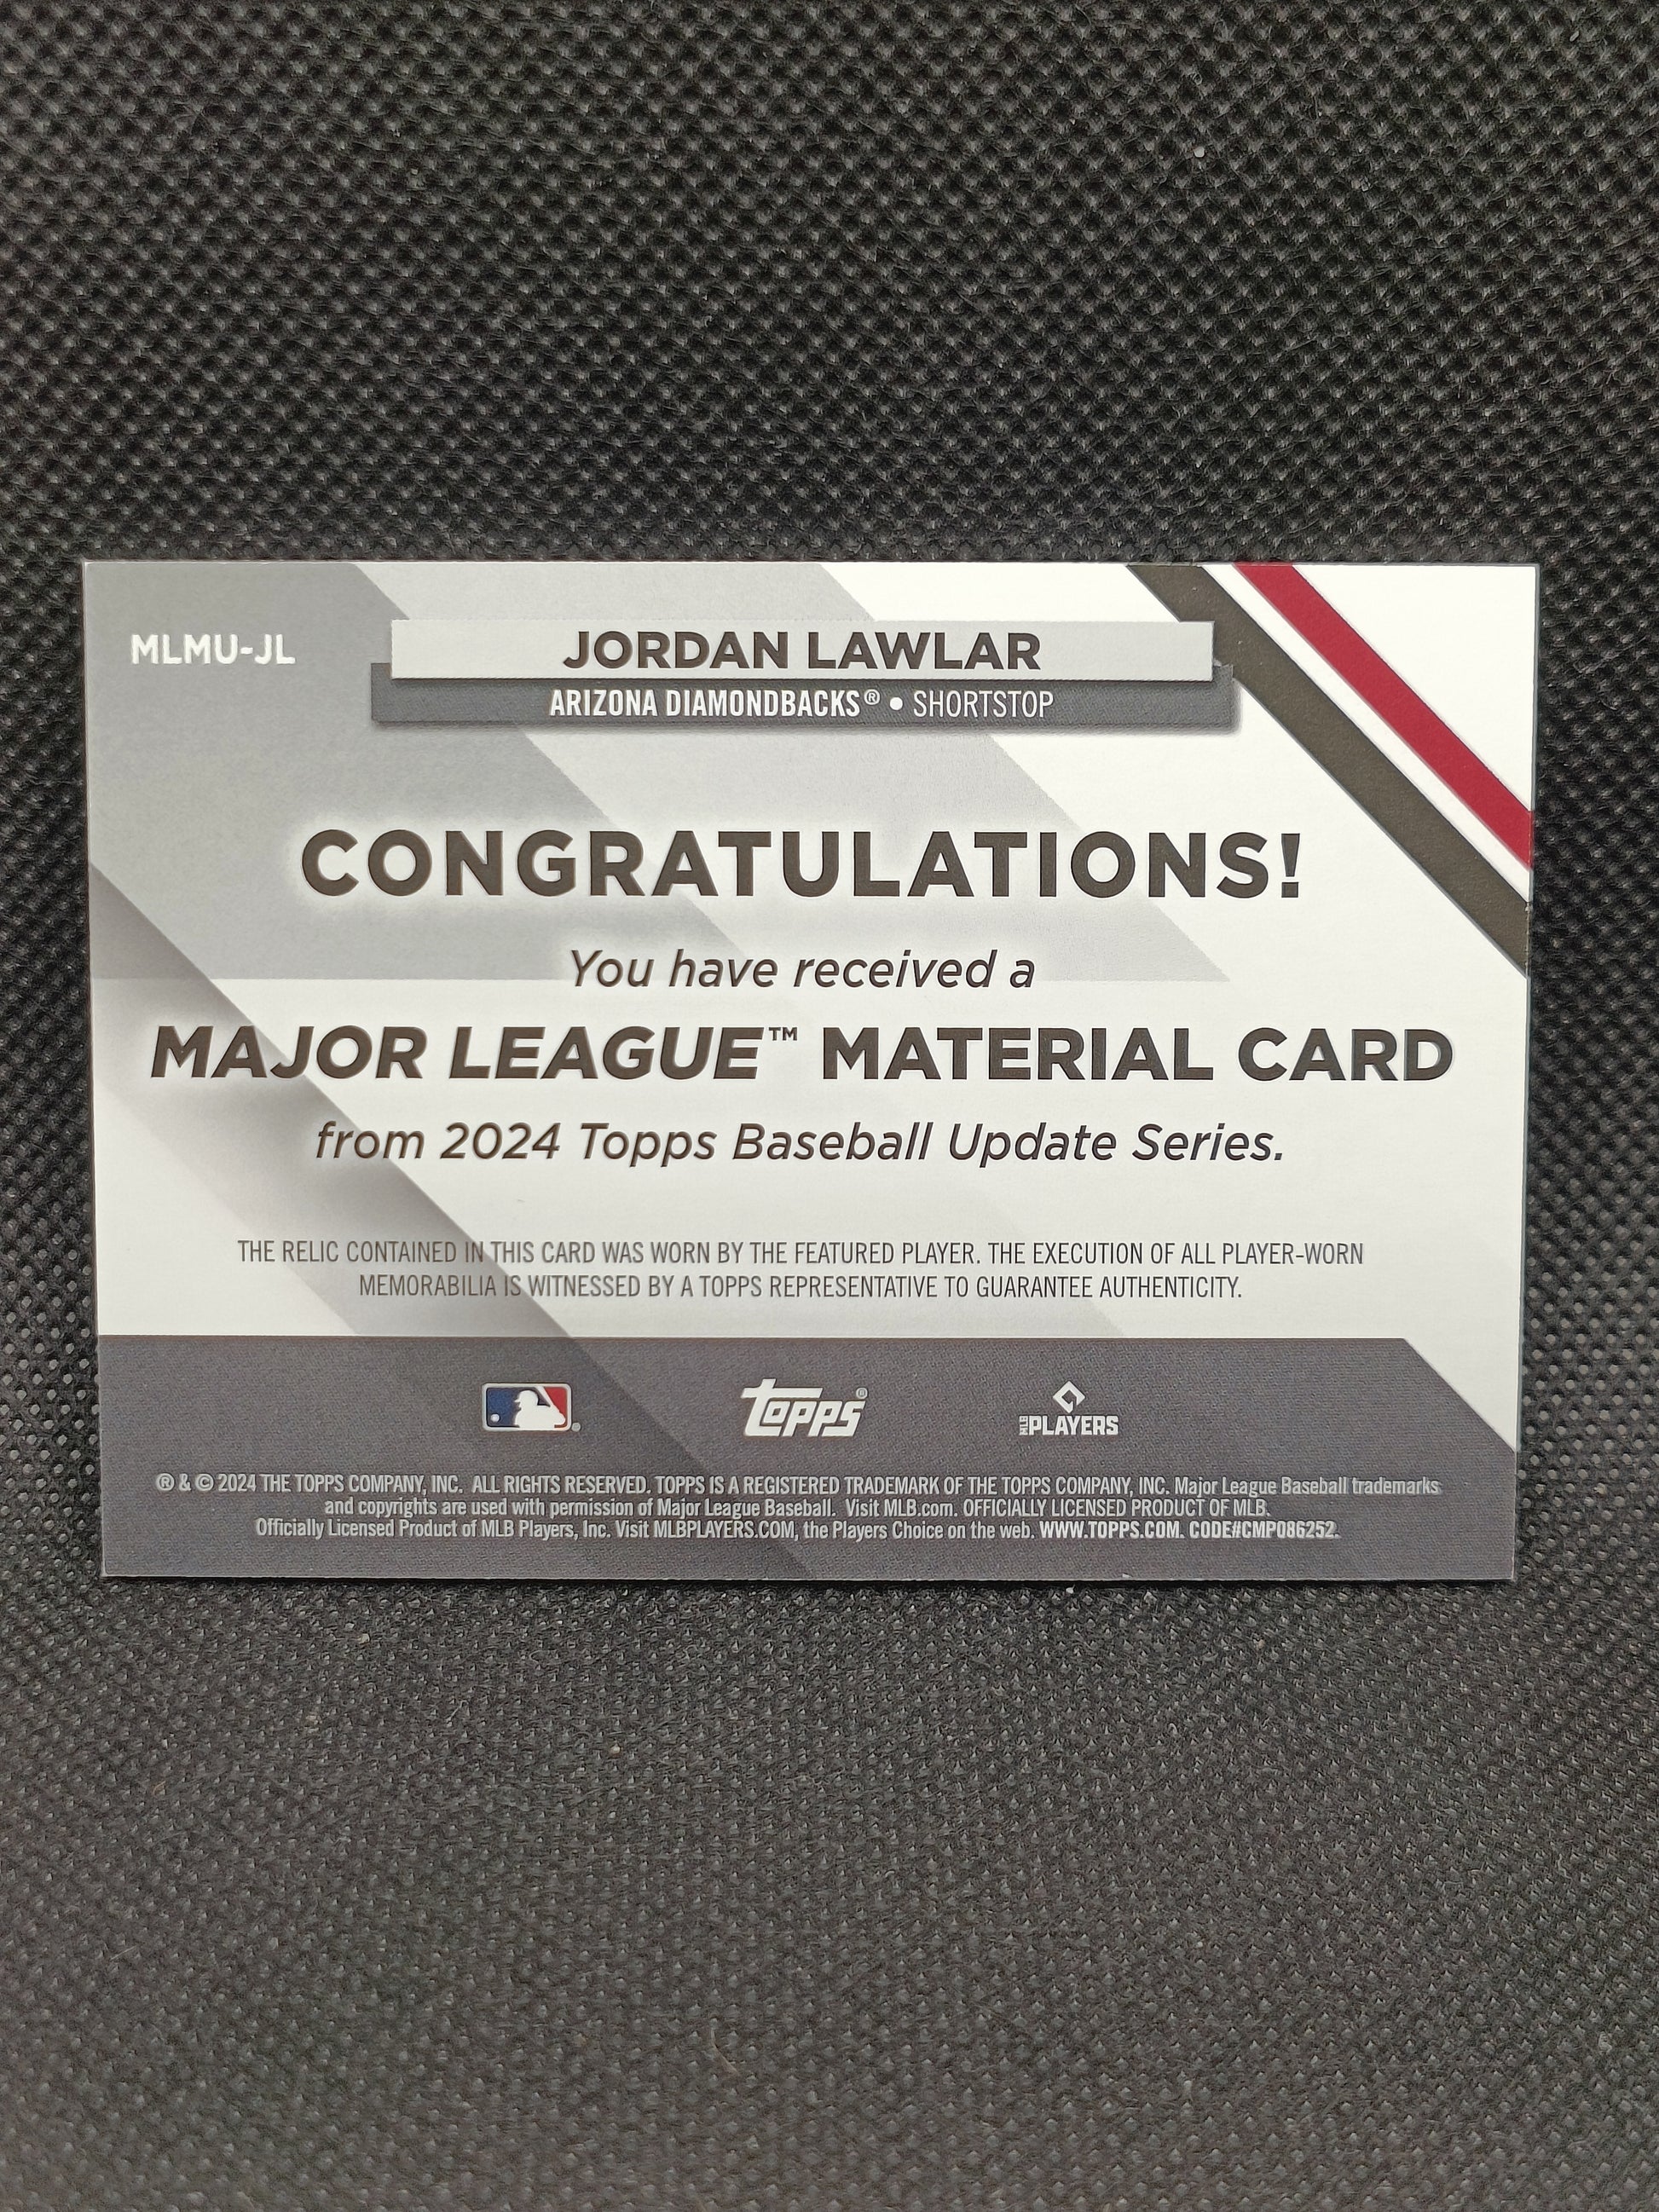 MLMU-JL
JORDAN LAWLAR
ARIZONA DIAMONDBACKS® • SHORTSTOP
CONGRATULATIONS!
You have received a
MAJOR LEAGUE™ MATERIAL CARD
from 2024 Topps Baseball Update Series.
THE RELIC CONTAINED IN THIS CARD WAS WORN BY THE FEATURED PLAYER. THE EXECUTION OF ALL PLAYER-WORN
MEMORABILIA IS WITNESSED BY A TOPPS REPRESENTATIVE TO GUARANTEE AUTHENTICITY.
topps®
MLB PLAYERS
® & © 2024 THE TOPPS COMPANY, INC. ALL RIGHTS RESERVED. TOPPS IS A REGISTERED TRADEMARK OF THE TOPPS COMPANY, INC. Major League Baseball trademarks
and copyrights are used with permission of Major League Baseball. Visit MLB.com. OFFICIALLY LICENSED PRODUCT OF MLB.
Officially Licensed Product of MLB Players, Inc. Visit MLBPLAYERS.COM, the Players Choice on the web. WWW.TOPPS.COM. CODE#CMP086252.